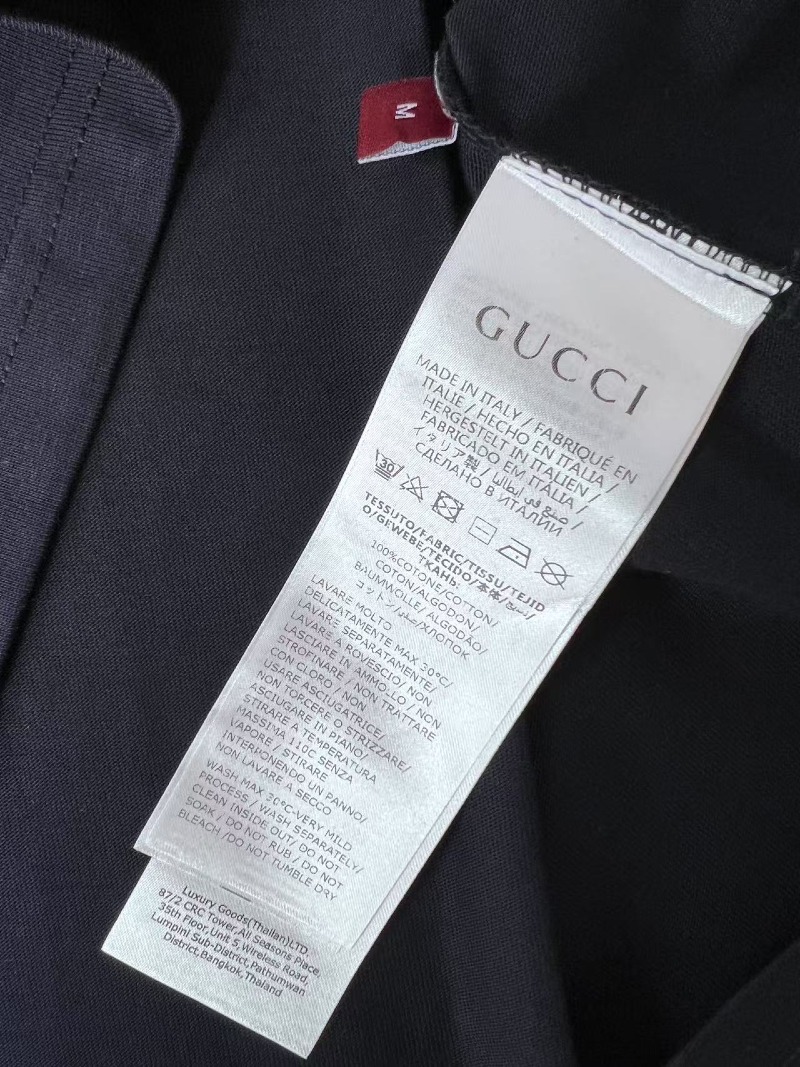 M
GUCCI
MADE IN ITALY / FABRIQUÉ EN
ITALIE / HECHO EN ITALIA /
HERGESTELT IN ITALIEN /
FABRICADO EM ITÀLIA /
イタリア製 / صنع في إيطاليا /
СДЕЛАНО В ИТАЛИИ
30
TESSUTO/FABRIC/TISSU/TEJID
O/GEWEBE/TECIDO/本体/نسيج/
ТКАНЬ:
100%COTONE/COTTON/
COTON/ALGODON/
BAUMWOLLE/ALGODÃO/
コットン/قطن/ХЛОПОК
LAVARE MOLTO
DELICATAMENTE MAX 30°C/
LAVARE SEPARATAMENTE/
LAVARE A ROVESCIO/ NON
LASCIARE IN AMMOLLO / NON
STROFINARE / NON TRATTARE
CON CLORO / NON
USARE ASCIUGATRICE/
NON TORCERE O STRIZZARE/
ASCIUGARE IN PIANO/
STIRARE A TEMPERATURA
MASSIMA 110C SENZA
VAPORE / STIRARE
INTERPONENDO UN PANNO/
NON LAVARE A SECCO
WASH MAX 30°C-VERY MILD
PROCESS / WASH SEPARATELY/
CLEAN INSIDE OUT/ DO NOT
SOAK / DO NOT RUB / DO NOT
BLEACH /DO NOT TUMBLE DRY
Luxury Goods(Thailan)LTD.
87/2 CRC Tower,All Seasons Place,
35th Floor,Unit 5,Wireless Road,
Lumpini Sub-District,Pathumwan
District,Bangkok,Thailand